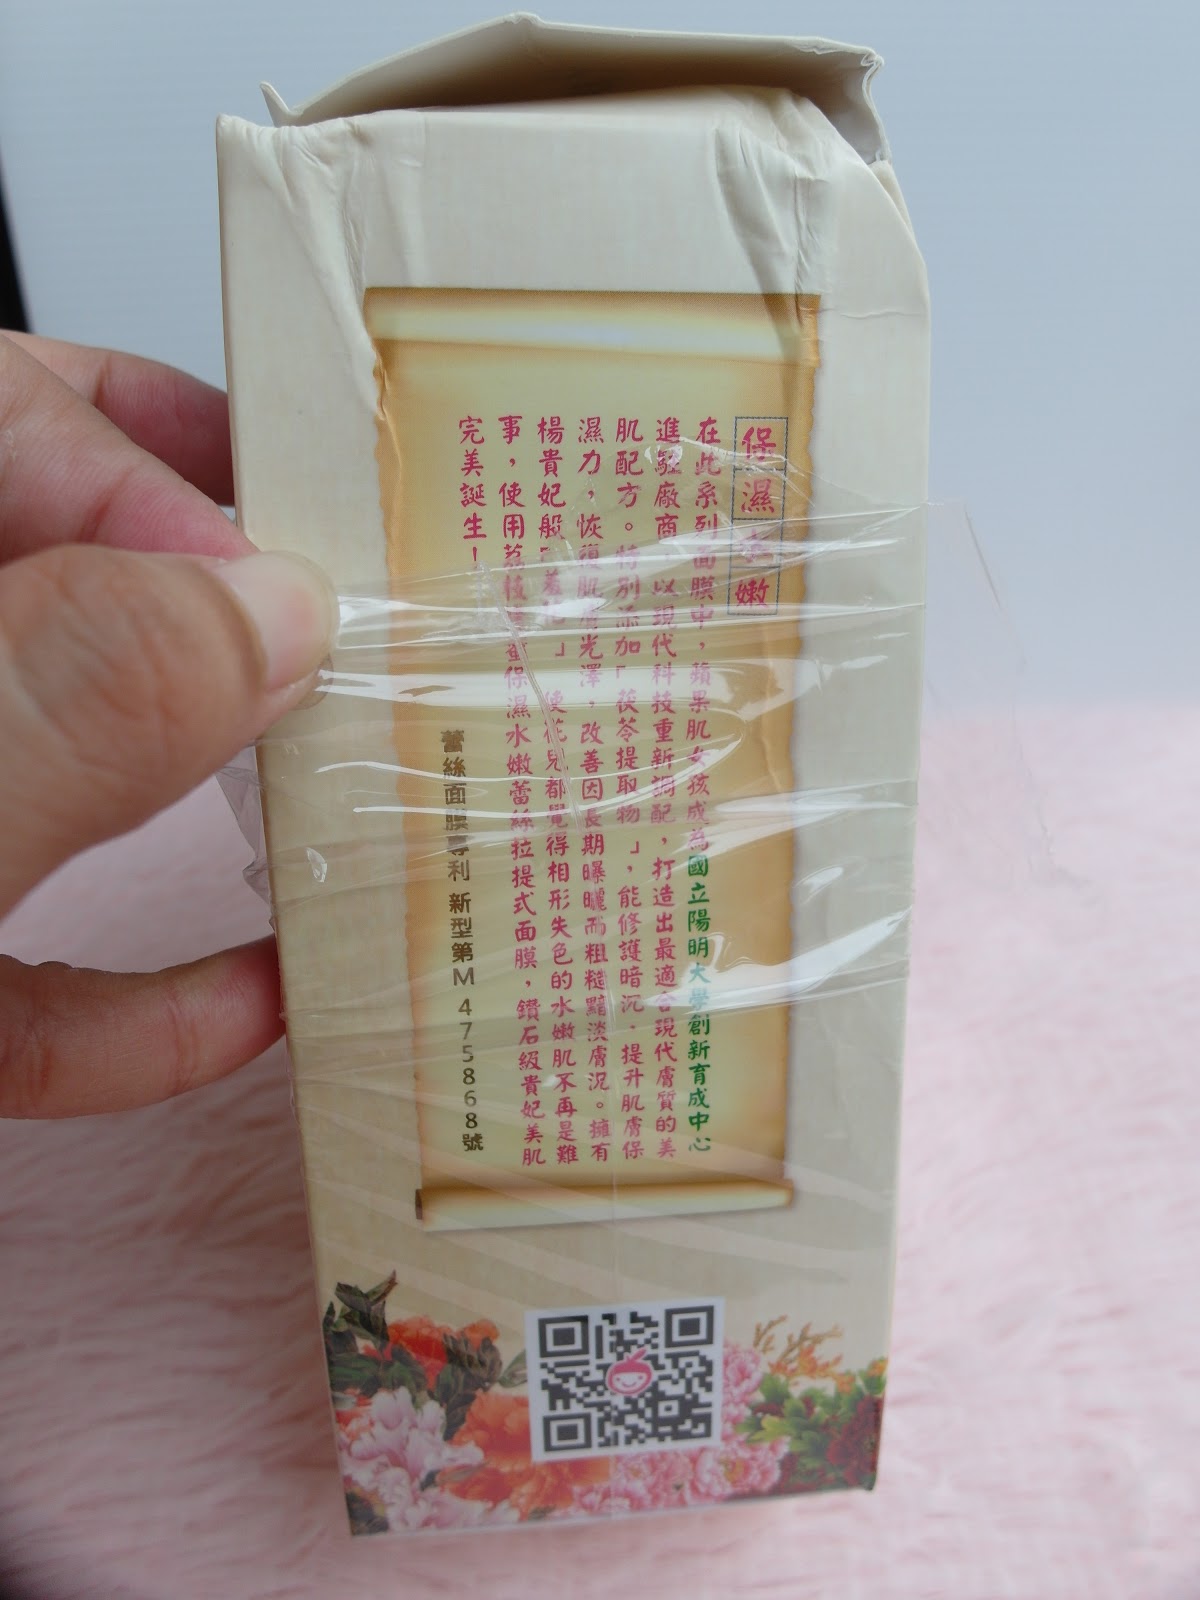 保濕水嫩
在此系列面膜中，蘋果肌女孩成為國立陽明大學創新育成中心
進駐廠商，以現代科技重新調配，打造出最適合現代膚質的美
肌配方。特別添加「茯苓提取物」，能修護暗沉．提升肌膚保
濕力，恢復肌膚光澤，改善因長期曝曬而粗糙黯淡膚況。擁有
楊貴妃般「羞花」使花兒都覺得相形失色的水嫩肌不再是難
事，使用荔枝保濕水嫩蕾絲拉提式面膜，鑽石級貴妃美肌
完美誕生！
蕾絲面膜專利 新型第M475868號